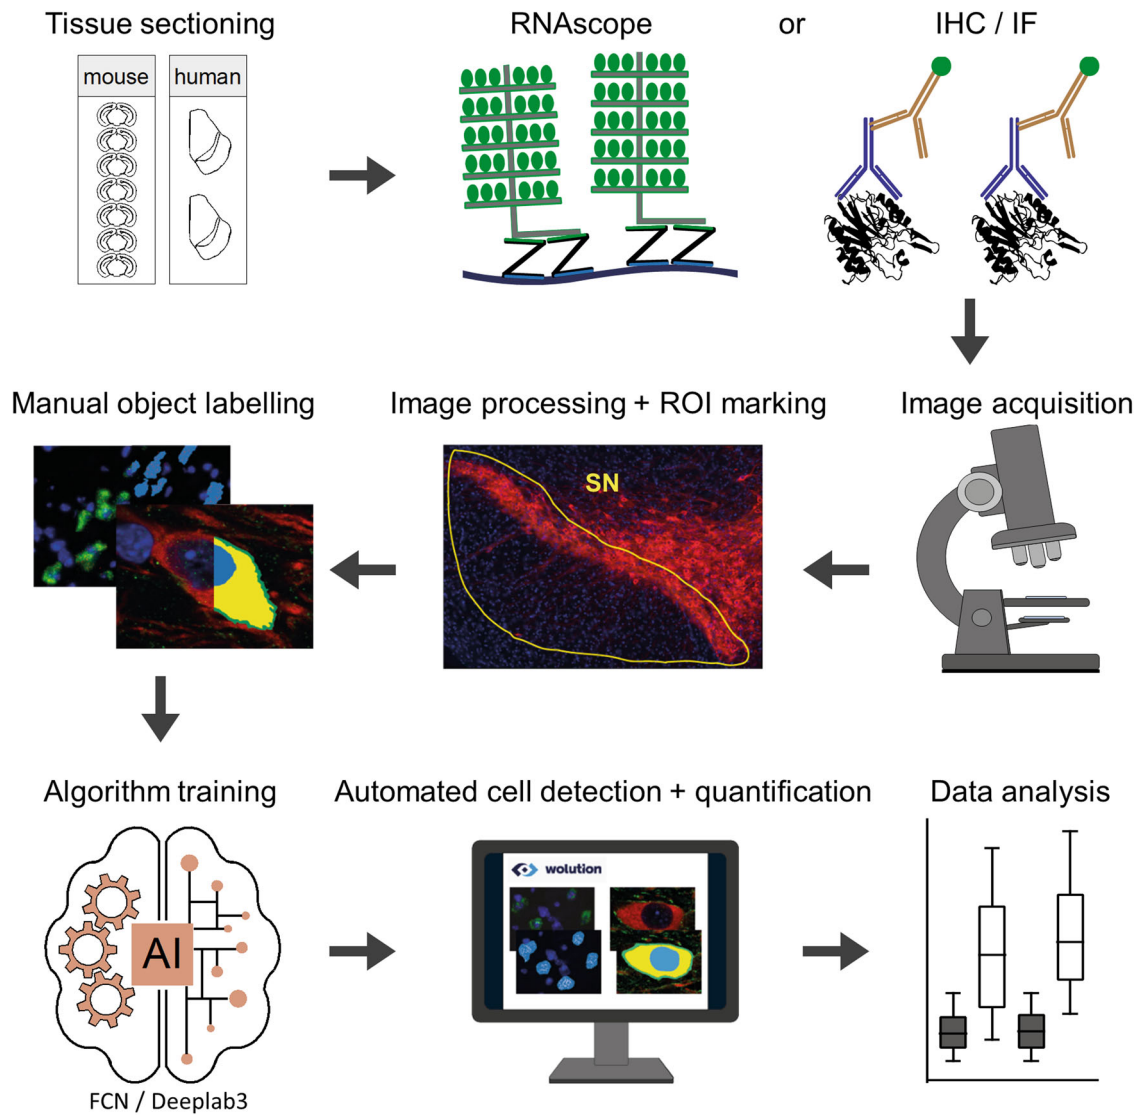 Tissue sectioning
RNAscope
or
IHC / IF
mouse
human
Manual object labelling
Image processing + ROI marking
Image acquisition
SN
Algorithm training
Automated cell detection + quantification
Data analysis
wolution
AI
FCN / Deeplab3